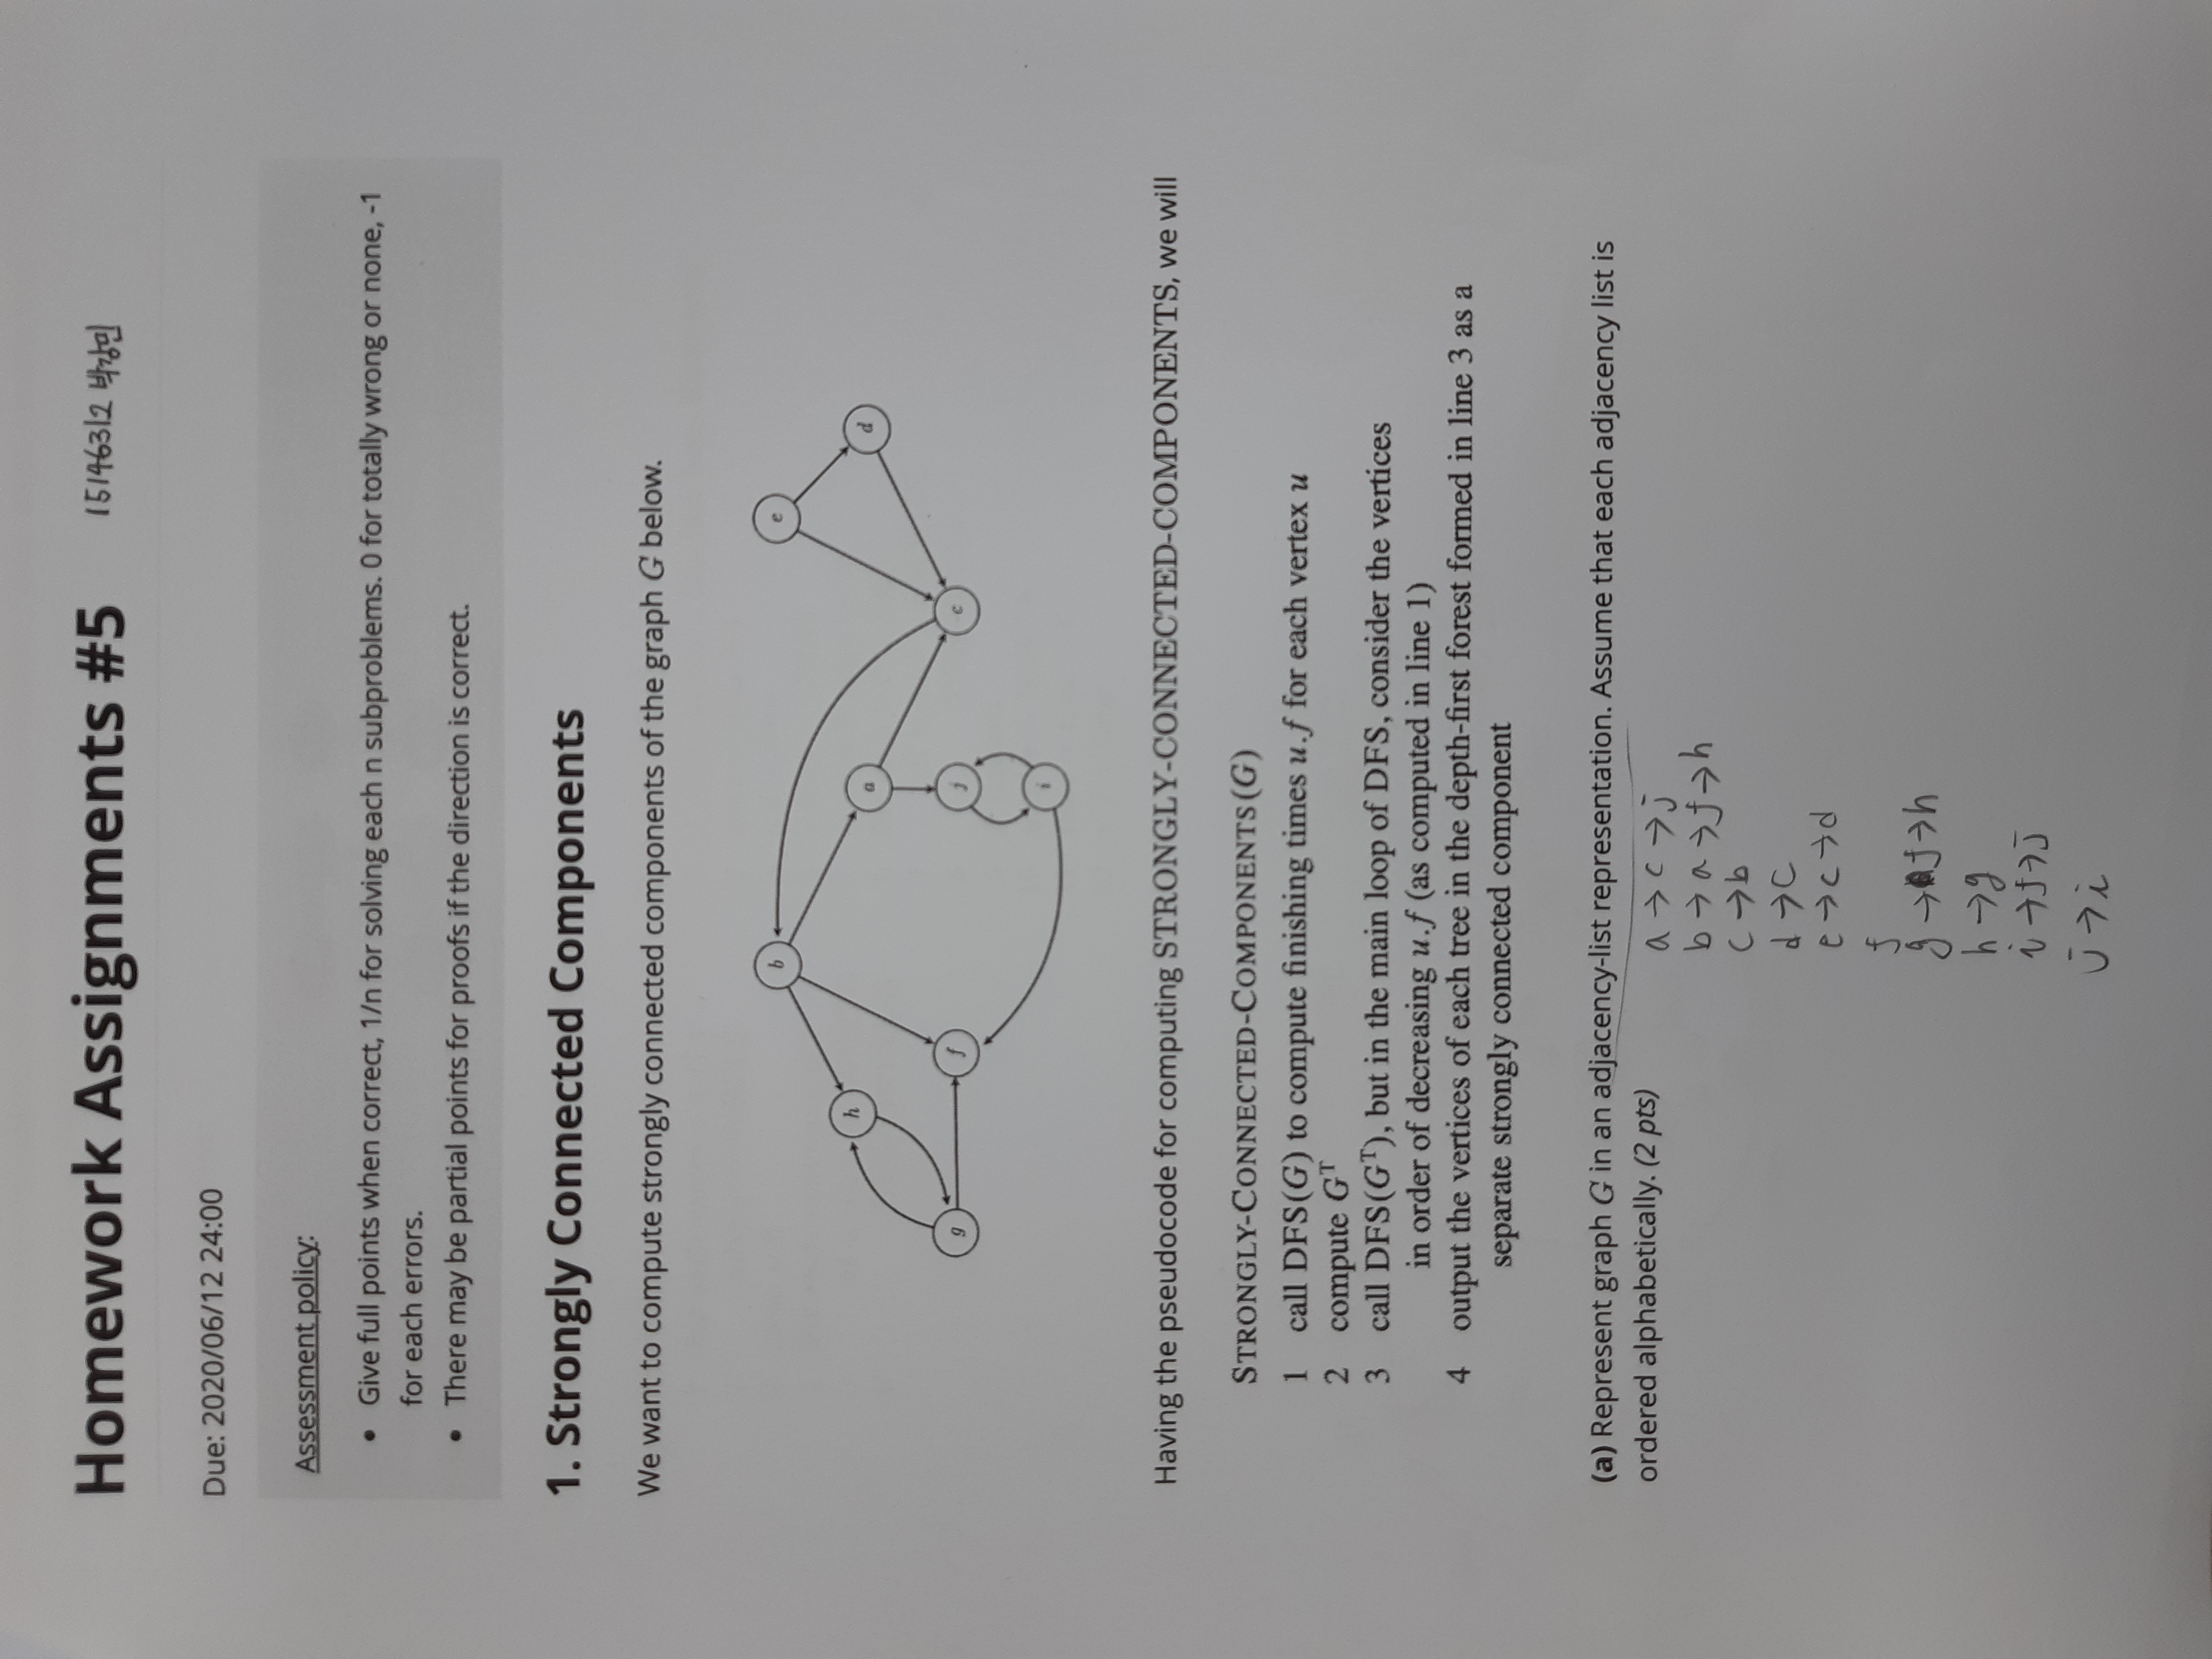 Homework Assignments #5 15146312 박강민
Due: 2020/06/12 24:00
Assessment policy:
• Give full points when correct, 1/n for solving each n subproblems. 0 for totally wrong or none, -1
for each errors.
• There may be partial points for proofs if the direction is correct.
1. Strongly Connected Components
We want to compute strongly connected components of the graph G below.
b
e
h
a
d
g
f
j
c
i
Having the pseudocode for computing STRONGLY-CONNECTED-COMPONENTS, we will
STRONGLY-CONNECTED-COMPONENTS(G)
1 call DFS(G) to compute finishing times u.f for each vertex u
2 compute Gᵀ
3 call DFS(Gᵀ), but in the main loop of DFS, consider the vertices
in order of decreasing u.f (as computed in line 1)
4 output the vertices of each tree in the depth-first forest formed in line 3 as a
separate strongly connected component
(a) Represent graph G in an adjacency-list representation. Assume that each adjacency list is
ordered alphabetically. (2 pts)
a → c → j
b → a → f → h
c → b
d → c
e → c → d
f
g → f → h
h → g
i → f → j
j → i